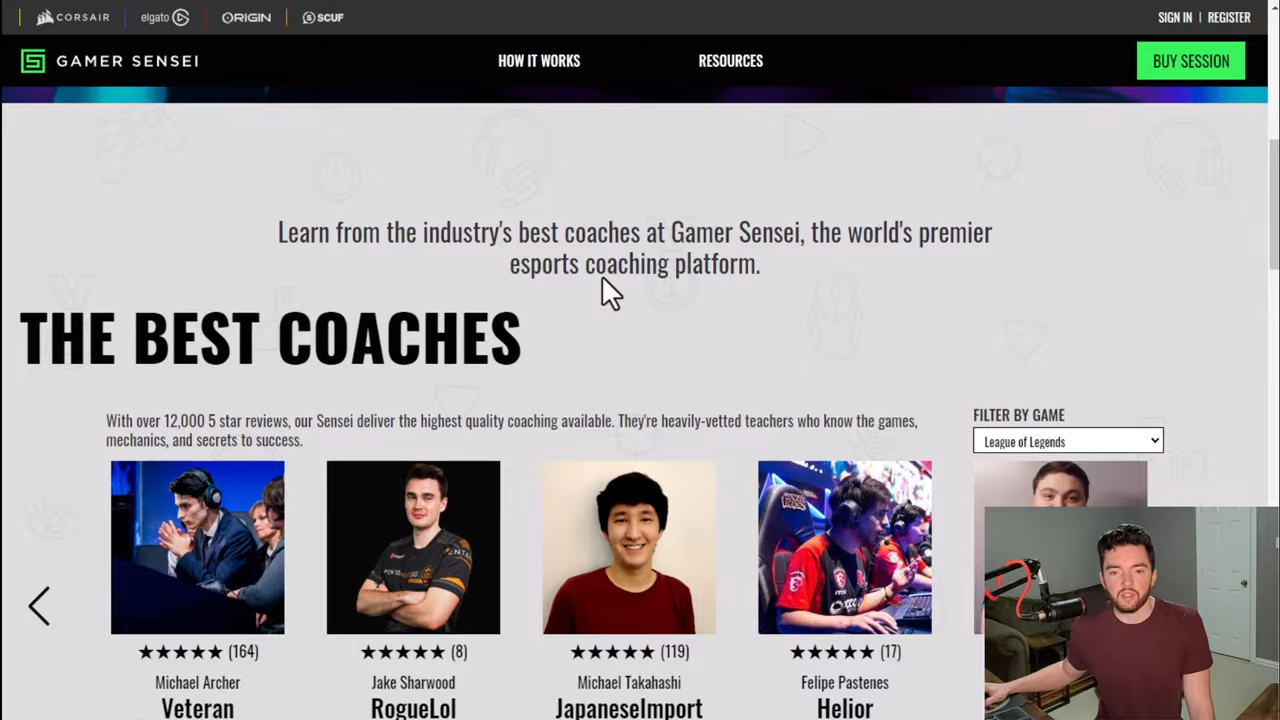 CORSAIR elgato ORIGIN SCUF SIGN IN | REGISTER
GAMER SENSEI HOW IT WORKS RESOURCES BUY SESSION
Learn from the industry's best coaches at Gamer Sensei, the world's premier
esports coaching platform.
THE BEST COACHES
With over 12,000 5 star reviews, our Sensei deliver the highest quality coaching available. They're heavily-vetted teachers who know the games,
mechanics, and secrets to success.
FILTER BY GAME
League of Legends
★★★★★ (164) ★★★★★ (8) ★★★★★ (119) ★★★★★ (17)
Michael Archer Jake Sharwood Michael Takahashi Felipe Pastenes
Veteran RogueLol JapaneseImport Helior